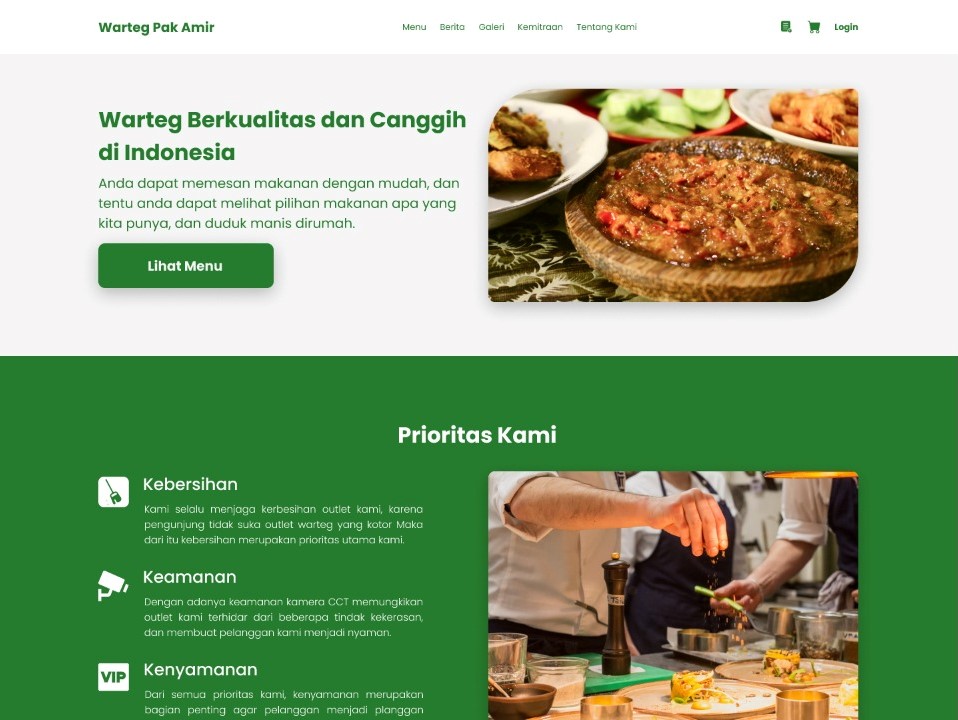 Warteg Pak Amir
Menu Berita Galeri Kemitraan Tentang Kami
Login
Warteg Berkualitas dan Canggih
di Indonesia
Anda dapat memesan makanan dengan mudah, dan
tentu anda dapat melihat pilihan makanan apa yang
kita punya, dan duduk manis dirumah.
Lihat Menu
Prioritas Kami
Kebersihan
Kami selalu menjaga kerbesihan outlet kami, karena
pengunjung tidak suka outlet warteg yang kotor Maka
dari itu kebersihan merupakan prioritas utama kami.
Keamanan
Dengan adanya keamanan kamera CCT memungkikan
outlet kami terhidar dari beberapa tindak kekerasan,
dan membuat pelanggan kami menjadi nyaman.
VIP
Kenyamanan
Dari semua prioritas kami, kenyamanan merupakan
bagian penting agar pelanggan menjadi planggan